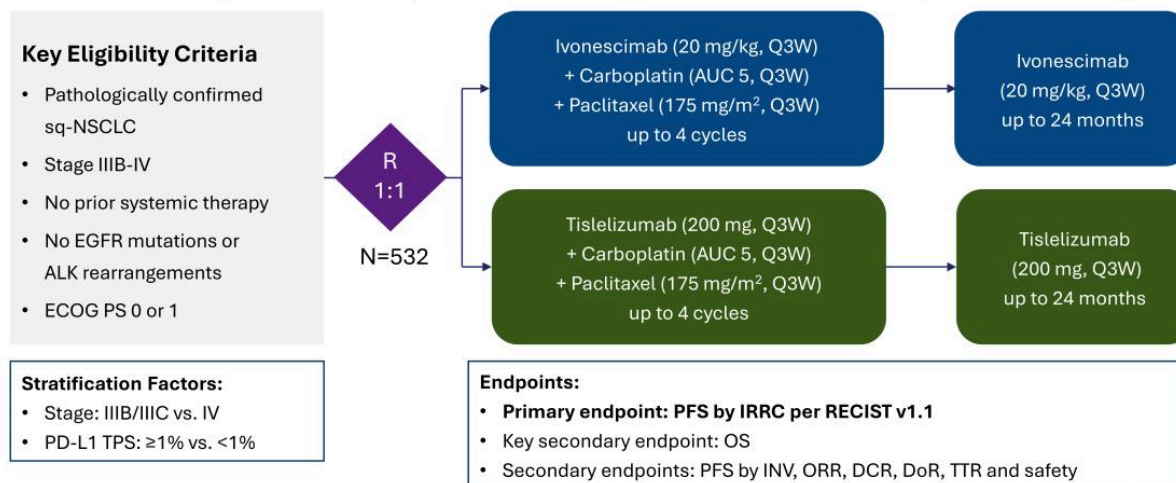 Key Eligibility Criteria
• Pathologically confirmed
sq-NSCLC
• Stage IIIB-IV
• No prior systemic therapy
• No EGFR mutations or
ALK rearrangements
• ECOG PS 0 or 1
R
1:1
N=532
Ivonescimab (20 mg/kg, Q3W)
+ Carboplatin (AUC 5, Q3W)
+ Paclitaxel (175 mg/m², Q3W)
up to 4 cycles
Ivonescimab
(20 mg/kg, Q3W)
up to 24 months
Tislelizumab (200 mg, Q3W)
+ Carboplatin (AUC 5, Q3W)
+ Paclitaxel (175 mg/m², Q3W)
up to 4 cycles
Tislelizumab
(200 mg, Q3W)
up to 24 months
Stratification Factors:
• Stage: IIIB/IIIC vs. IV
• PD-L1 TPS: ≥1% vs. <1%
Endpoints:
• Primary endpoint: PFS by IRRC per RECIST v1.1
• Key secondary endpoint: OS
• Secondary endpoints: PFS by INV, ORR, DCR, DoR, TTR and safety